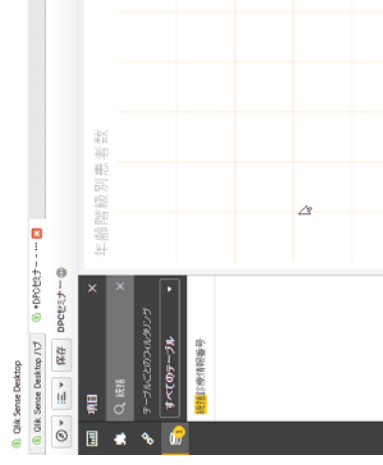 Qlik Sense Desktop
Qlik Sense Desktop ハブ
*DPCセミナー - ...
保存
DPCセミナー
項目
統括
テーブルごとのフィルタリング
すべてのテーブル
統括診療情報番号
年齢階級別患者数